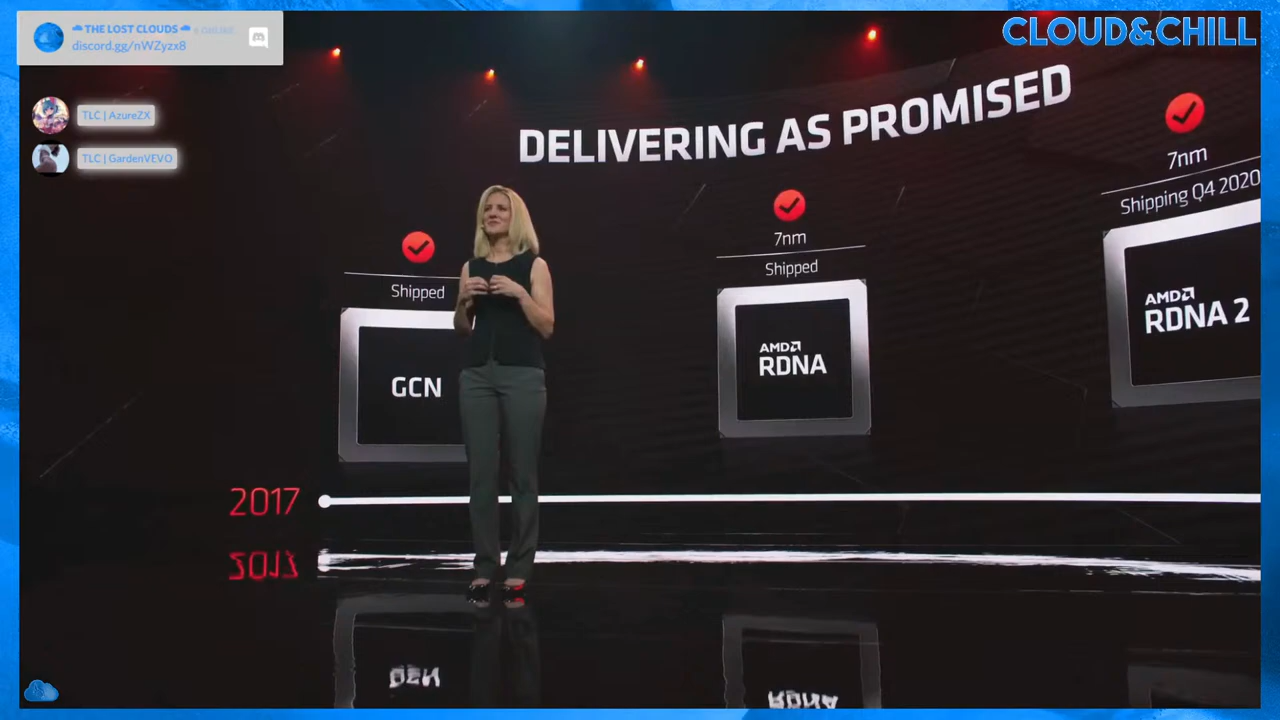 THE LOST CLOUDS
discord.gg/nWZyzx8
CLOUD&CHILL
TLC | AzureZX
TLC | GardenVEVO
DELIVERING AS PROMISED
Shipped
GCN
7nm
Shipped
AMD
RDNA
7nm
Shipping Q4 2020
AMD
RDNA 2
2017